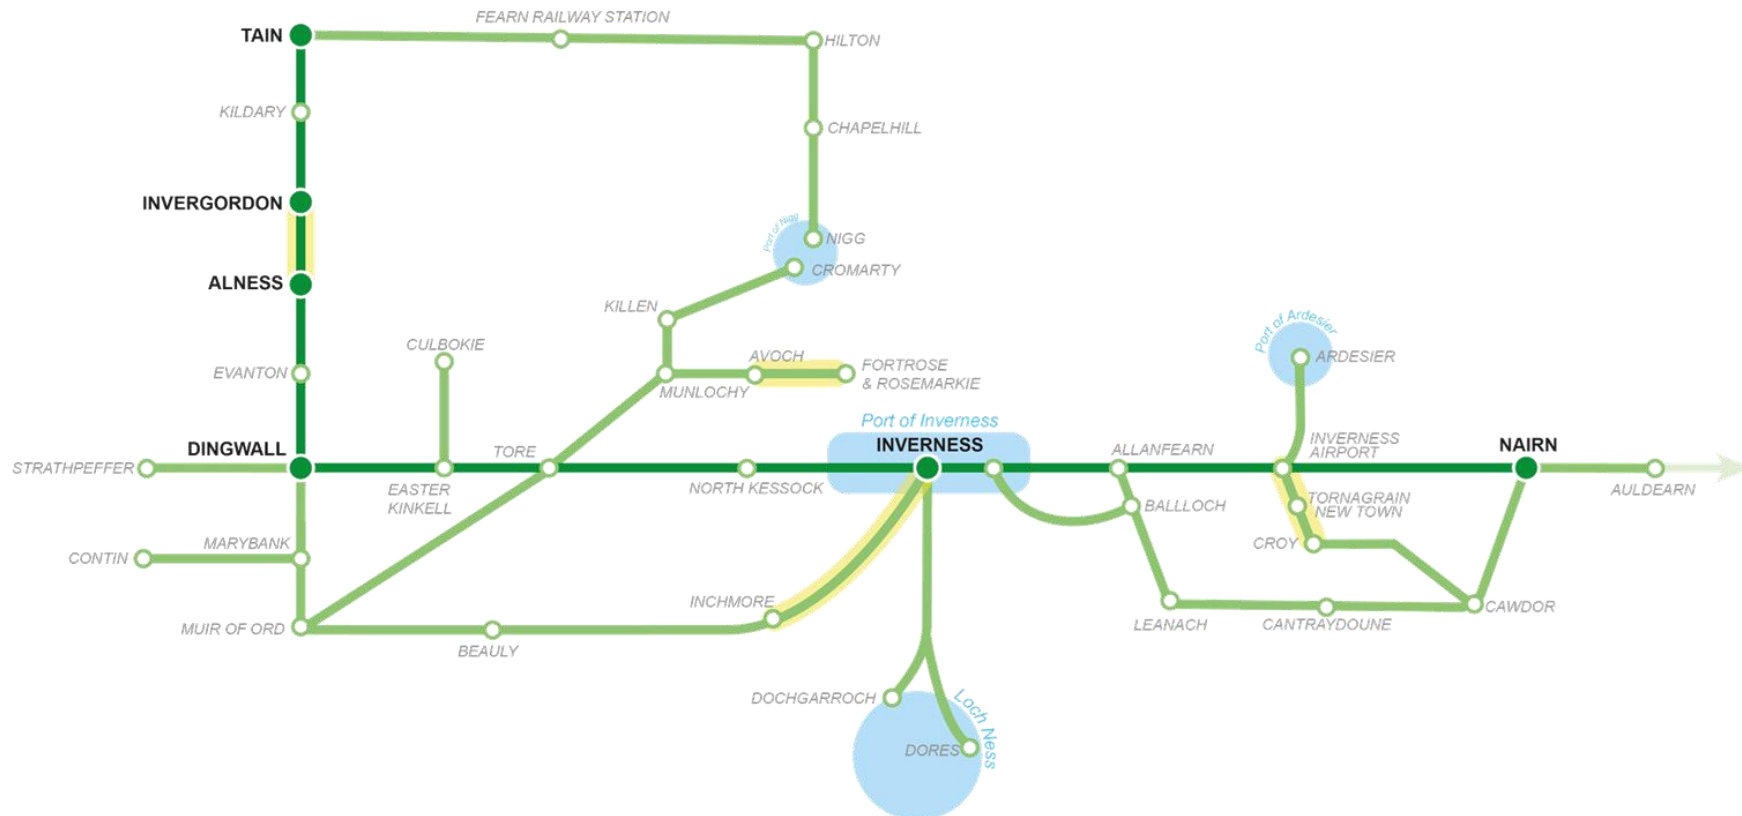 FEARN RAILWAY STATION
TAIN
HILTON
KILDARY
CHAPELHILL
INVERGORDON
Port of Nigg
NIGG
CROMARTY
ALNESS
KILLEN
Port of Ardesier
CULBOKIE
AVOCH
ARDESIER
EVANTON
FORTROSE
& ROSEMARKIE
MUNLOCHY
Port of Inverness
DINGWALL
TORE
INVERNESS
ALLANFEARN
INVERNESS
AIRPORT
NAIRN
STRATHPEFFER
EASTER
KINKELL
NORTH KESSOCK
AULDEARN
BALLLOCH
TORNAGRAIN
NEW TOWN
CONTIN
MARYBANK
CROY
INCHMORE
MUIR OF ORD
BEAULY
LEANACH
CANTRAYDOUNE
CAWDOR
DOCHGARROCH
Loch Ness
DORES